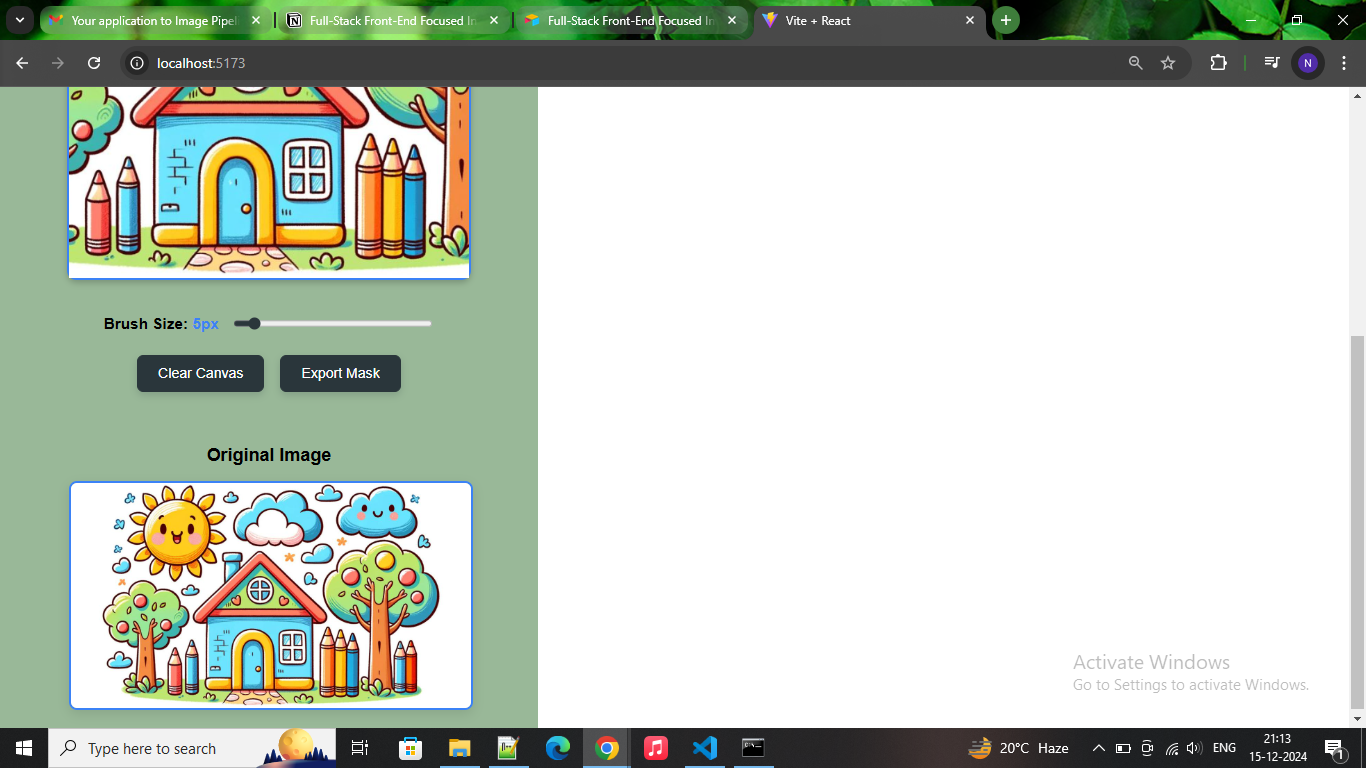 Your application to Image Pipeli
Full-Stack Front-End Focused In
Full-Stack Front-End Focused In
Vite + React
localhost:5173
N
Brush Size: 5px
Clear Canvas
Export Mask
Original Image
Activate Windows
Go to Settings to activate Windows.
Type here to search
20°C Haze
ENG
21:13
15-12-2024
1